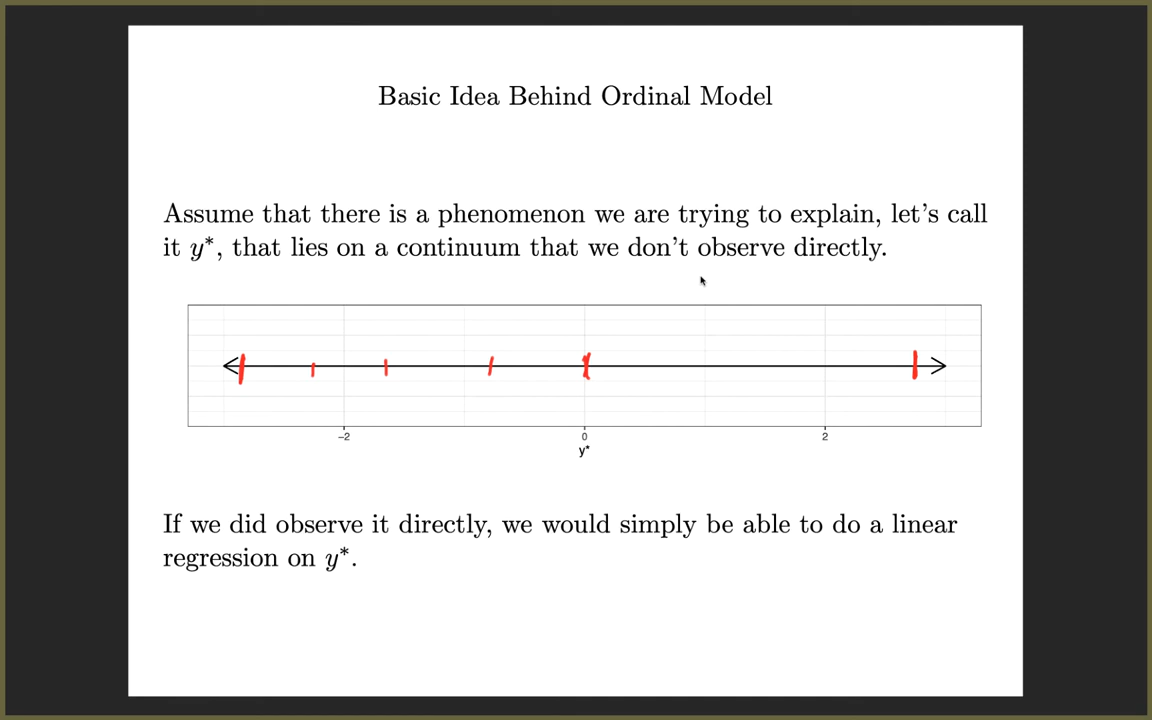 Basic Idea Behind Ordinal Model
Assume that there is a phenomenon we are trying to explain, let's call
it y*, that lies on a continuum that we don't observe directly.
-2 0 2
y*
If we did observe it directly, we would simply be able to do a linear
regression on y*.